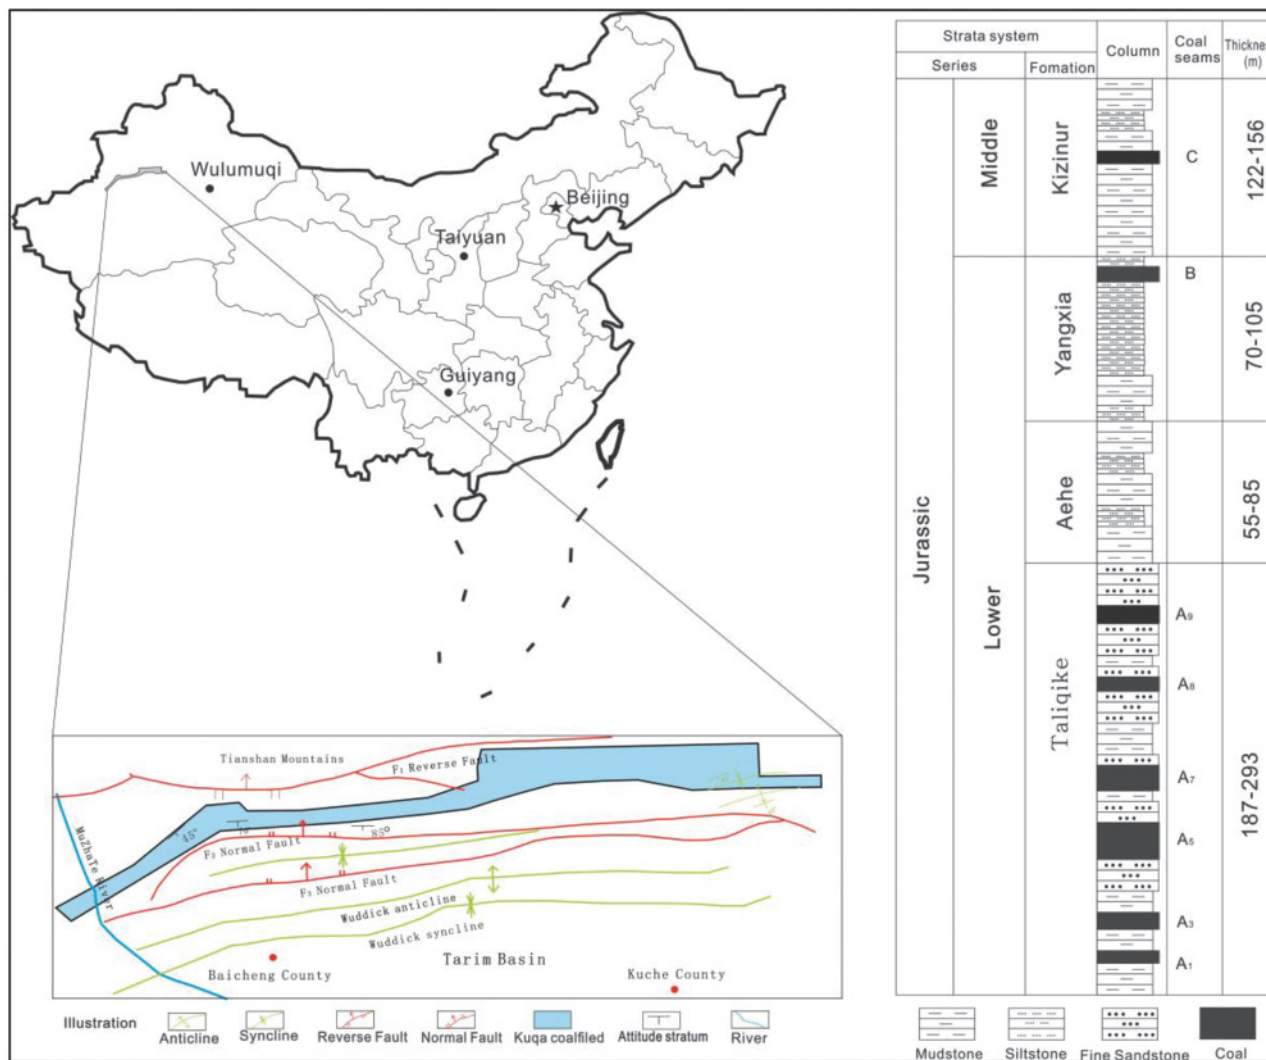 Wulumuqi
Beijing
Taiyuan
Guiyang
Tianshan Mountains
F₁ Reverse Fault
45°
85°
F₂ Normal Fault
MuZhaTe River
F₃ Normal Fault
Wuddick anticline
Wuddick syncline
Tarim Basin
Baicheng County
Kuche County
Illustration
Anticline
Syncline
Reverse Fault
Normal Fault
Kuqa coalfiled
Attitude stratum
River
Strata system
Column
Coal
seams
Thickne
(m)
Series
Fomation
Jurassic
Middle
Kizinur
C
122-156
Lower
Yangxia
B
70-105
Aehe
55-85
Taliqike
A₉
A₈
A₇
A₅
A₃
A₁
187-293
Mudstone
Siltstone
Fine Sandstone
Coal